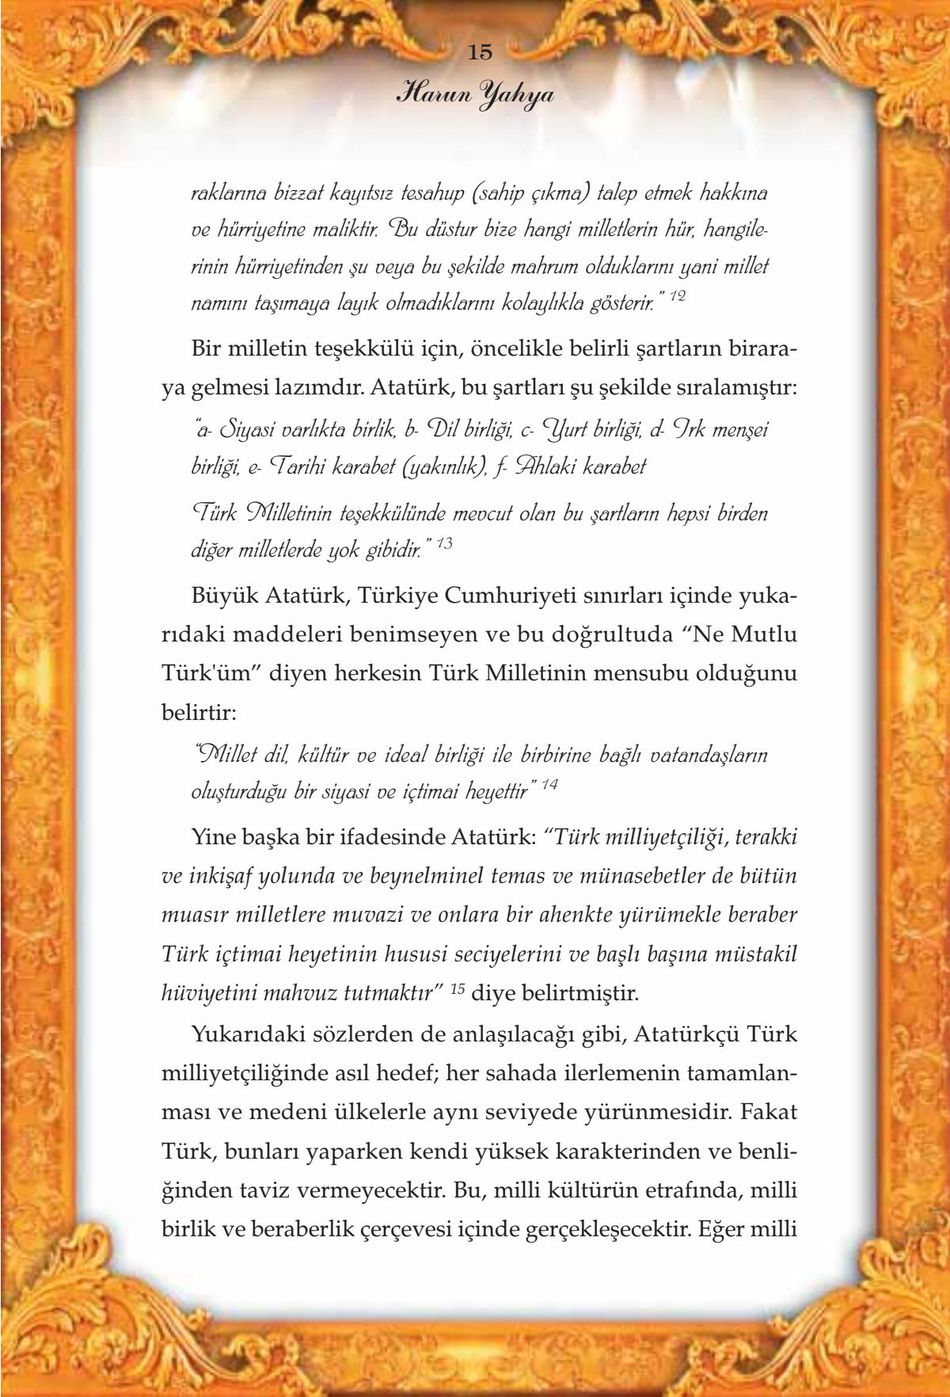 15
Harun Yahya
raklarına bizzat kayıtsız tesahup (sahip çıkma) talep etmek hakkına
ve hürriyetine maliktir. Bu düstur bize hangi milletlerin hür, hangile-
rinin hürriyetinden şu veya bu şekilde mahrum olduklarını yani millet
namını taşımaya layık olmadıklarını kolaylıkla gösterir." 12
Bir milletin teşekkülü için, öncelikle belirli şartların birara-
ya gelmesi lazımdır. Atatürk, bu şartları şu şekilde sıralamıştır:
"a- Siyasi varlıkta birlik, b- Dil birliği, c- Yurt birliği, d- Irk menşei
birliği, e- Tarihi karabet (yakınlık), f- Ahlaki karabet
Türk Milletinin teşekkülünde mevcut olan bu şartların hepsi birden
diğer milletlerde yok gibidir." 13
Büyük Atatürk, Türkiye Cumhuriyeti sınırları içinde yuka-
rıdaki maddeleri benimseyen ve bu doğrultuda “Ne Mutlu
Türk'üm” diyen herkesin Türk Milletinin mensubu olduğunu
belirtir:
"Millet dil, kültür ve ideal birliği ile birbirine bağlı vatandaşların
oluşturduğu bir siyasi ve içtimai heyettir" 14
Yine başka bir ifadesinde Atatürk: “Türk milliyetçiliği, terakki
ve inkişaf yolunda ve beynelminel temas ve münasebetler de bütün
muasır milletlere muvazi ve onlara bir ahenkte yürümekle beraber
Türk içtimai heyetinin hususi seciyelerini ve başlı başına müstakil
hüviyetini mahvuz tutmaktır” 15 diye belirtmiştir.
Yukarıdaki sözlerden de anlaşılacağı gibi, Atatürkçü Türk
milliyetçiliğinde asıl hedef; her sahada ilerlemenin tamamlan-
ması ve medeni ülkelerle aynı seviyede yürünmesidir. Fakat
Türk, bunları yaparken kendi yüksek karakterinden ve benli-
ğinden taviz vermeyecektir. Bu, milli kültürün etrafında, milli
birlik ve beraberlik çerçevesi içinde gerçekleşecektir. Eğer milli